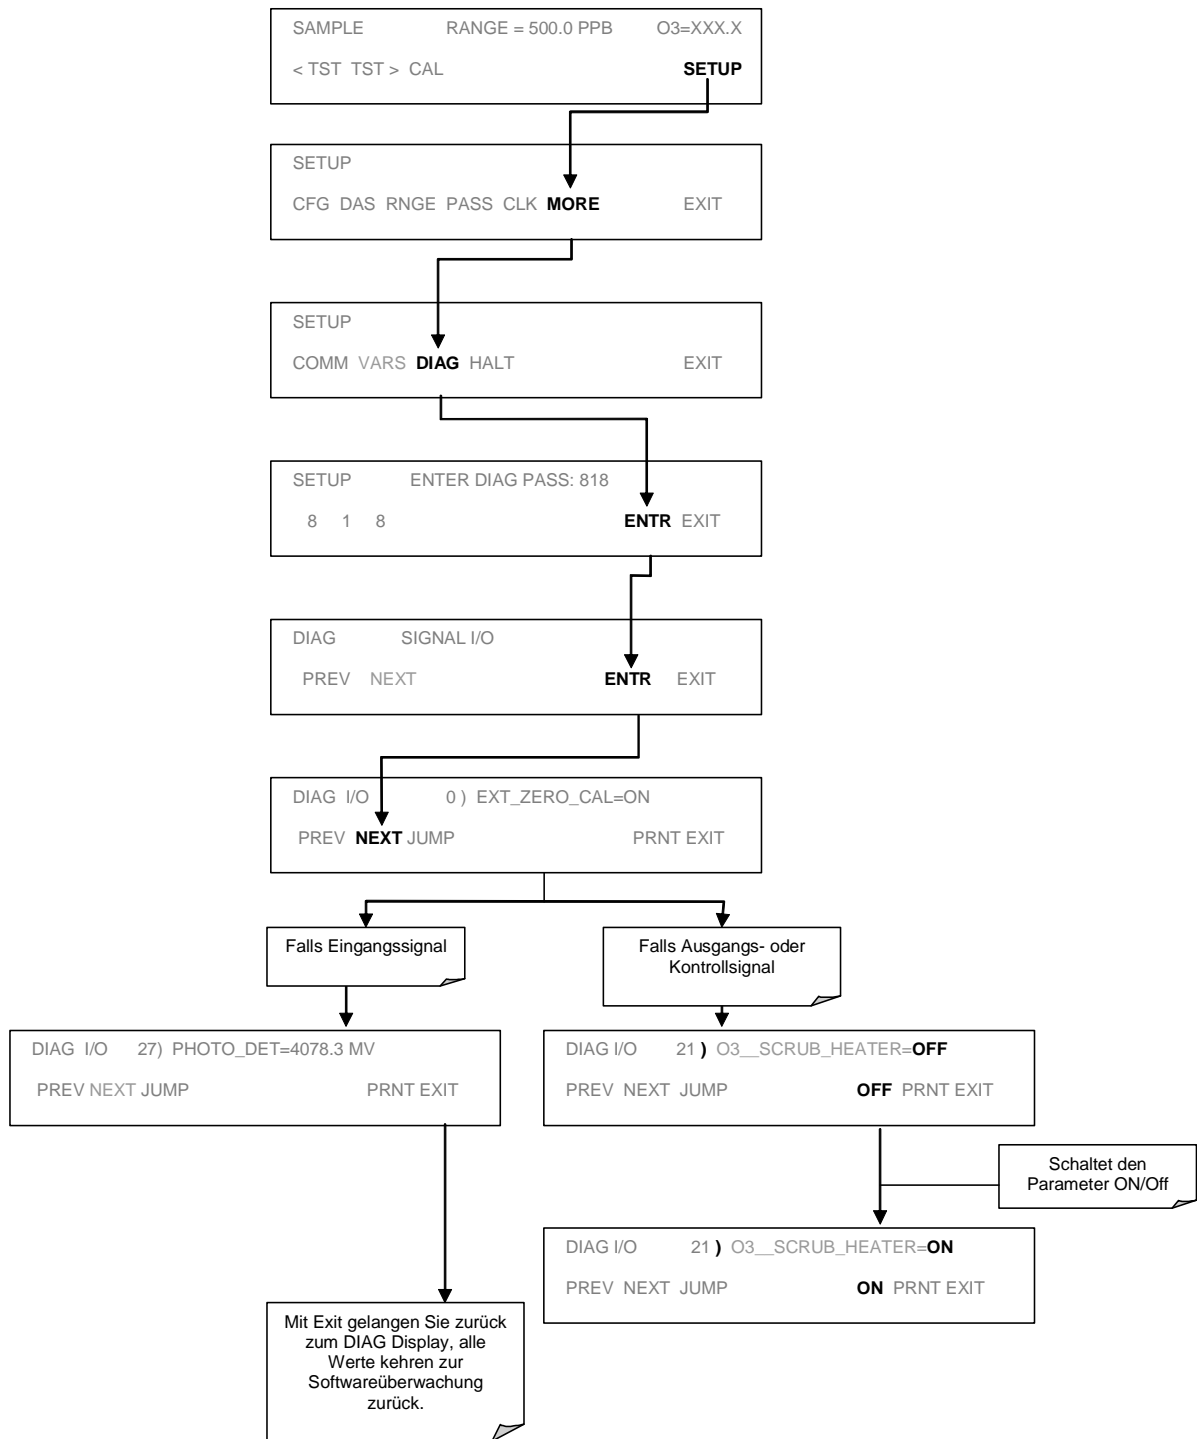 SAMPLE RANGE = 500.0 PPB O3=XXX.X
< TST TST > CAL SETUP
SETUP
CFG DAS RNGE PASS CLK MORE EXIT
SETUP
COMM VARS DIAG HALT EXIT
SETUP ENTER DIAG PASS: 818
8 1 8 ENTR EXIT
DIAG SIGNAL I/O
PREV NEXT ENTR EXIT
DIAG I/O 0 ) EXT_ZERO_CAL=ON
PREV NEXT JUMP PRNT EXIT
Falls Eingangssignal
Falls Ausgangs- oder
Kontrollsignal
DIAG I/O 27) PHOTO_DET=4078.3 MV
PREV NEXT JUMP PRNT EXIT
DIAG I/O 21 ) O3__SCRUB_HEATER=OFF
PREV NEXT JUMP OFF PRNT EXIT
Schaltet den
Parameter ON/Off
DIAG I/O 21 ) O3__SCRUB_HEATER=ON
PREV NEXT JUMP ON PRNT EXIT
Mit Exit gelangen Sie zurück
zum DIAG Display, alle
Werte kehren zur
Softwareüberwachung
zurück.